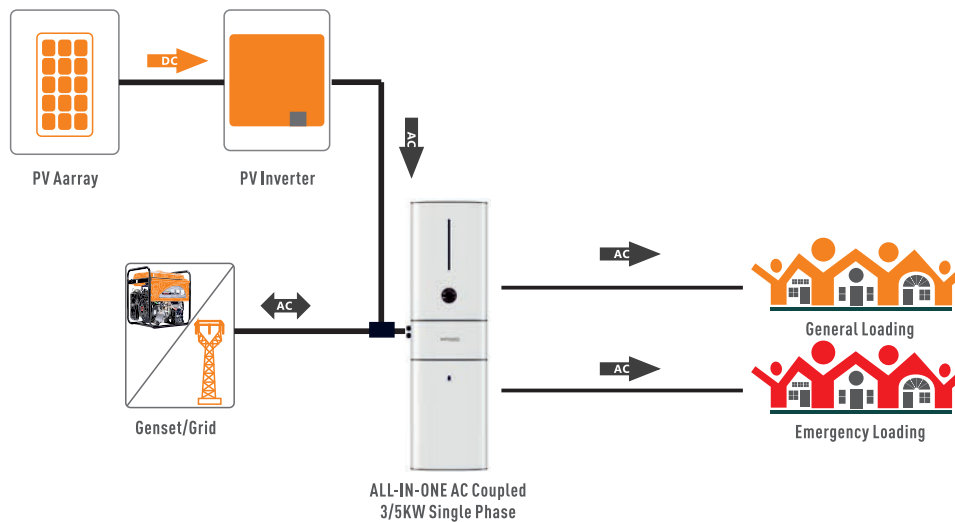 DC
PV Aarray
PV Inverter
AC
AC
AC
General Loading
Genset/Grid
AC
Emergency Loading
ALL-IN-ONE AC Coupled
3/5KW Single Phase